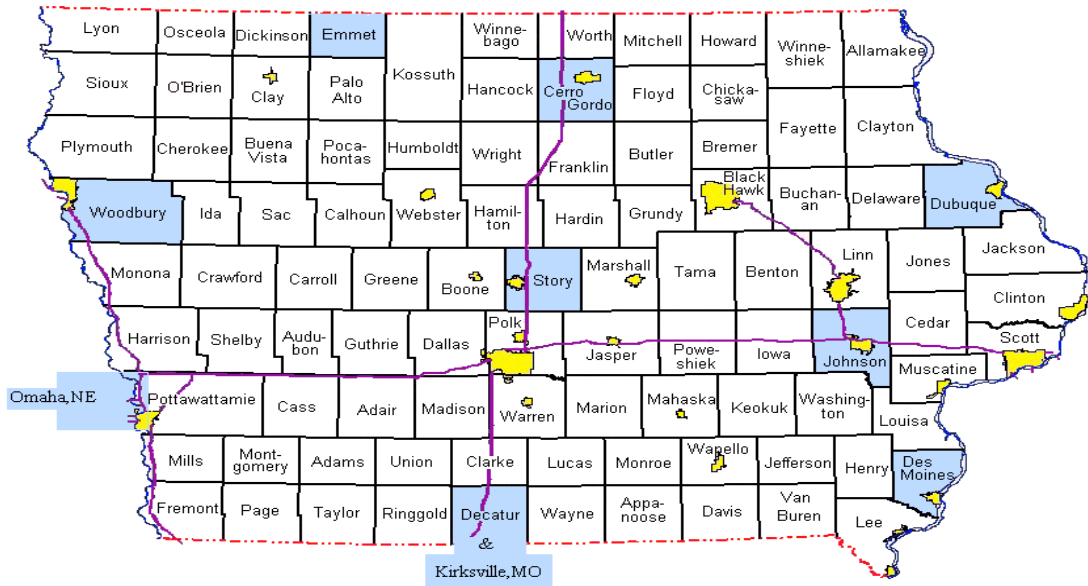 Lyon
Osceola
Dickinson
Emmet
Winne-
bago
Worth
Mitchell
Howard
Winne-
shiek
Allamakee
Sioux
O'Brien
Clay
Palo
Alto
Kossuth
Hancock
Cerro
Gordo
Floyd
Chicka-
saw
Fayette
Clayton
Plymouth
Cherokee
Buena
Vista
Poca-
hontas
Humboldt
Wright
Franklin
Butler
Bremer
Woodbury
Ida
Sac
Calhoun
Webster
Hamil-
ton
Hardin
Grundy
Black
Hawk
Buchan-
an
Delaware
Dubuque
Monona
Crawford
Carroll
Greene
Boone
Story
Marshall
Tama
Benton
Linn
Jones
Jackson
Clinton
Harrison
Shelby
Audu-
bon
Guthrie
Dallas
Polk
Jasper
Powe-
shiek
Iowa
Johnson
Cedar
Scott
Muscatine
Omaha,NE
Pottawattamie
Cass
Adair
Madison
Warren
Marion
Mahaska
Keokuk
Washing-
ton
Louisa
Mills
Mont-
gomery
Adams
Union
Clarke
Lucas
Monroe
Wapello
Jefferson
Henry
Des
Moines
Fremont
Page
Taylor
Ringgold
Decatur
Wayne
Appa-
noose
Davis
Van
Buren
Lee
&
Kirksville,MO